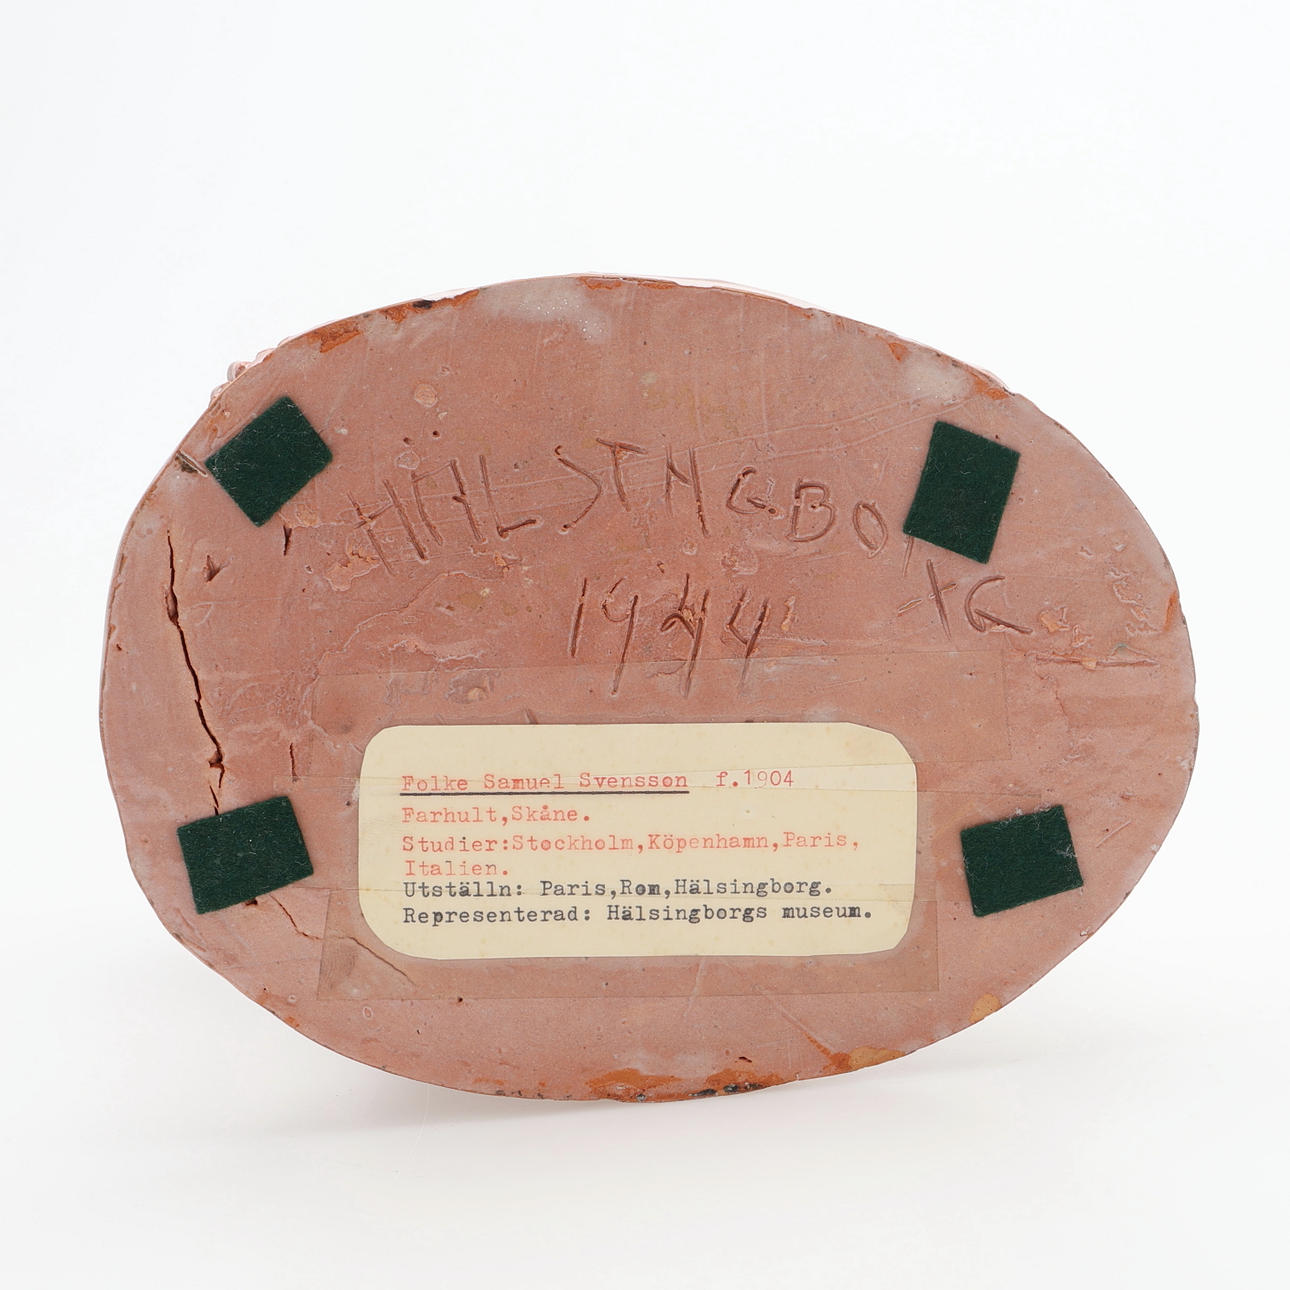 HÄLSINGBORG
1944
Folke Samuel Svensson f.1904
Farhult,Skåne.
Studier:Stockholm,Köpenhamn,Paris,
Italien.
Utställn: Paris,Rom,Hälsingborg.
Representerad: Hälsingborgs museum.